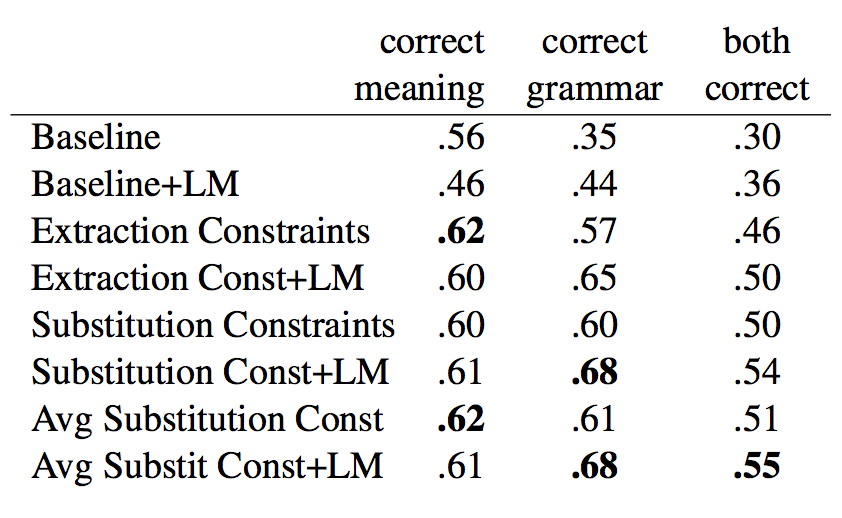 correct correct both
meaning grammar correct
Baseline .56 .35 .30
Baseline+LM .46 .44 .36
Extraction Constraints .62 .57 .46
Extraction Const+LM .60 .65 .50
Substitution Constraints .60 .60 .50
Substitution Const+LM .61 .68 .54
Avg Substitution Const .62 .61 .51
Avg Substit Const+LM .61 .68 .55